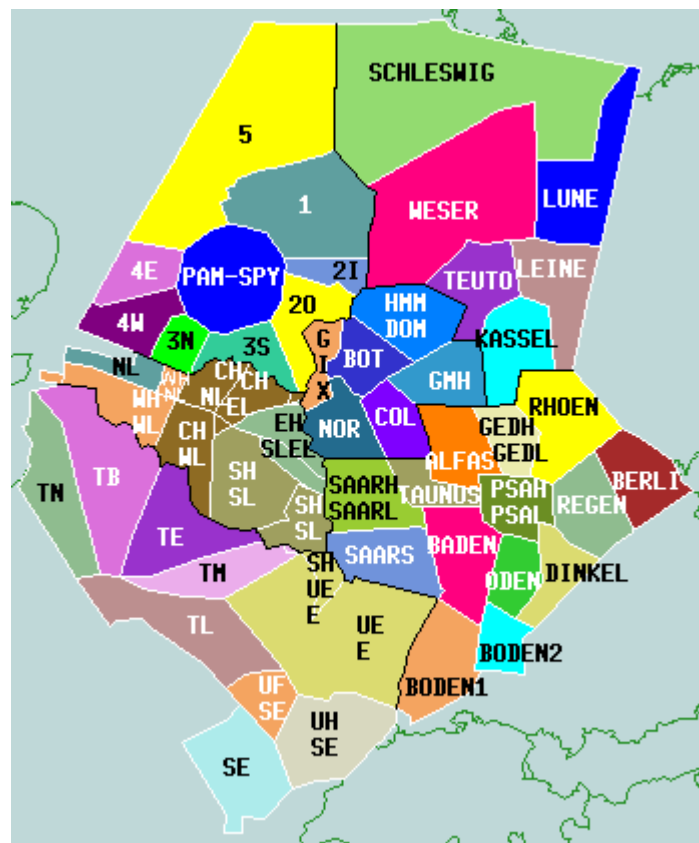 SCHLESWIG
5
1
WESER
LUNE
4E
PAM-SPY
2I
TEUTO
LEINE
4W
2O
HMM
DOM
3N
3S
G
I
X
BOT
KASSEL
NL
CH
NL
CH
EL
GMH
WH
WL
RHOEN
CH
WL
EH
SLEL
NOR
COL
GEDH
GEDL
TN
TB
SH
SL
SAARH
SAARL
ALFAS
TAUNUS
PSAH
PSAL
REGEN
BERLI
SH
SL
TE
SAARS
BADEN
ODEN
DINKEL
TM
SH
UE
E
TL
UE
E
BODEN2
BODEN1
UF
SE
UH
SE
SE